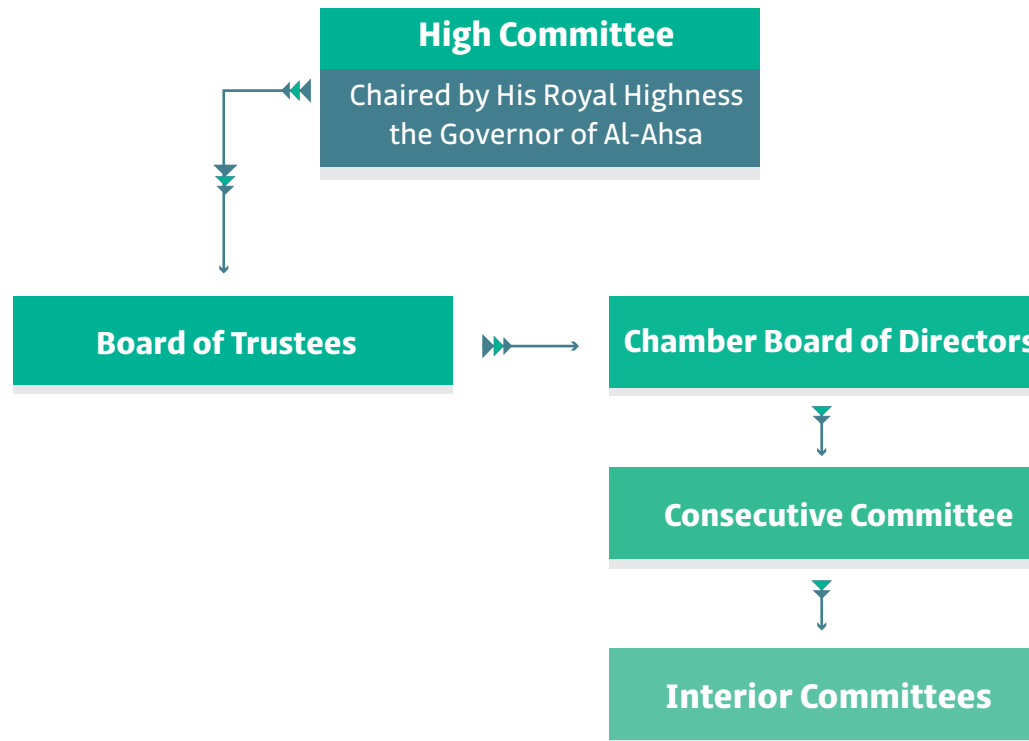 High Committee
Chaired by His Royal Highness
the Governor of Al-Ahsa
Board of Trustees
Chamber Board of Directors
Consecutive Committee
Interior Committees